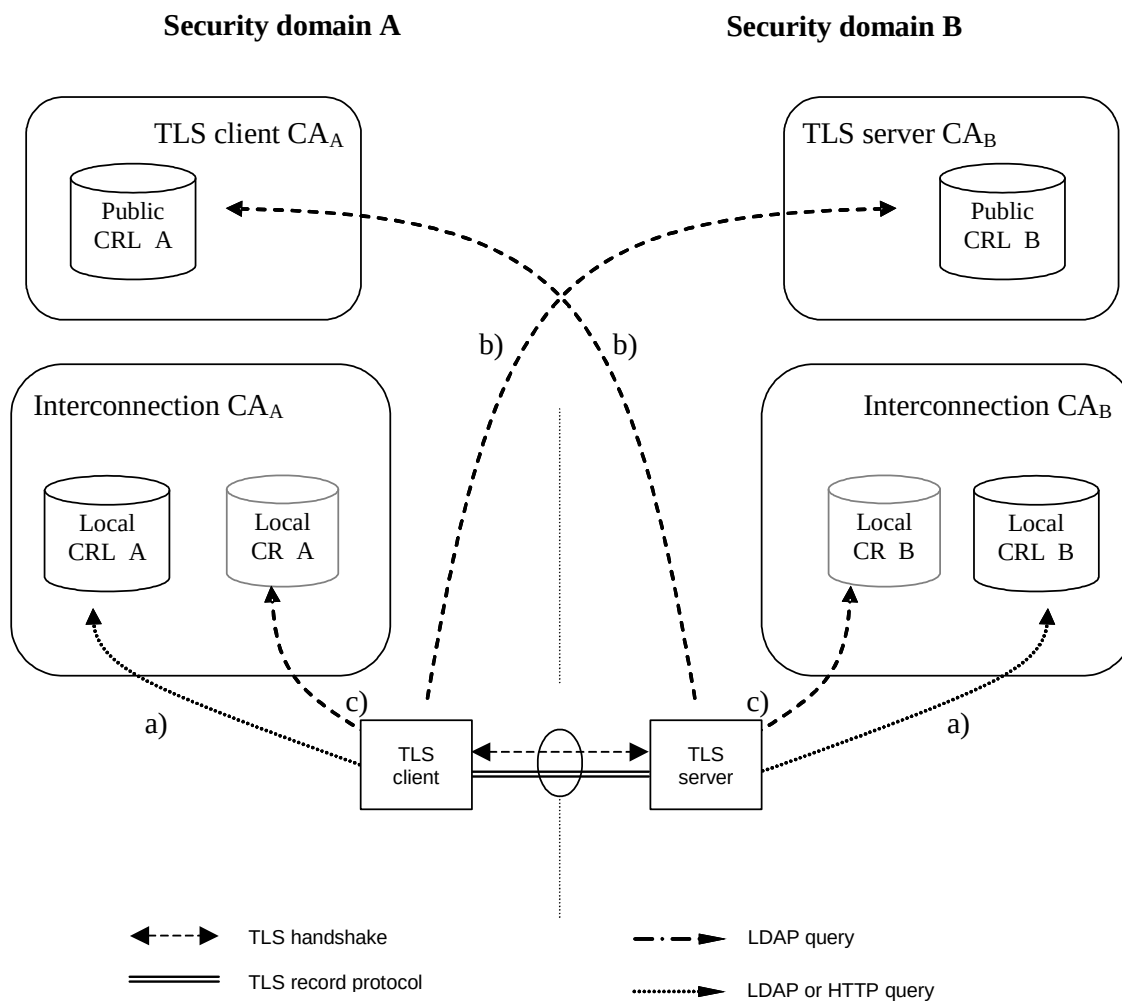 Security domain A
Security domain B
TLS client CA_A
TLS server CA_B
Public
CRL A
Public
CRL B
b)
b)
Interconnection CA_A
Interconnection CA_B
Local
CRL A
Local
CR A
Local
CR B
Local
CRL B
a)
c)
c)
a)
TLS
client
TLS
server
TLS handshake
LDAP query
TLS record protocol
LDAP or HTTP query